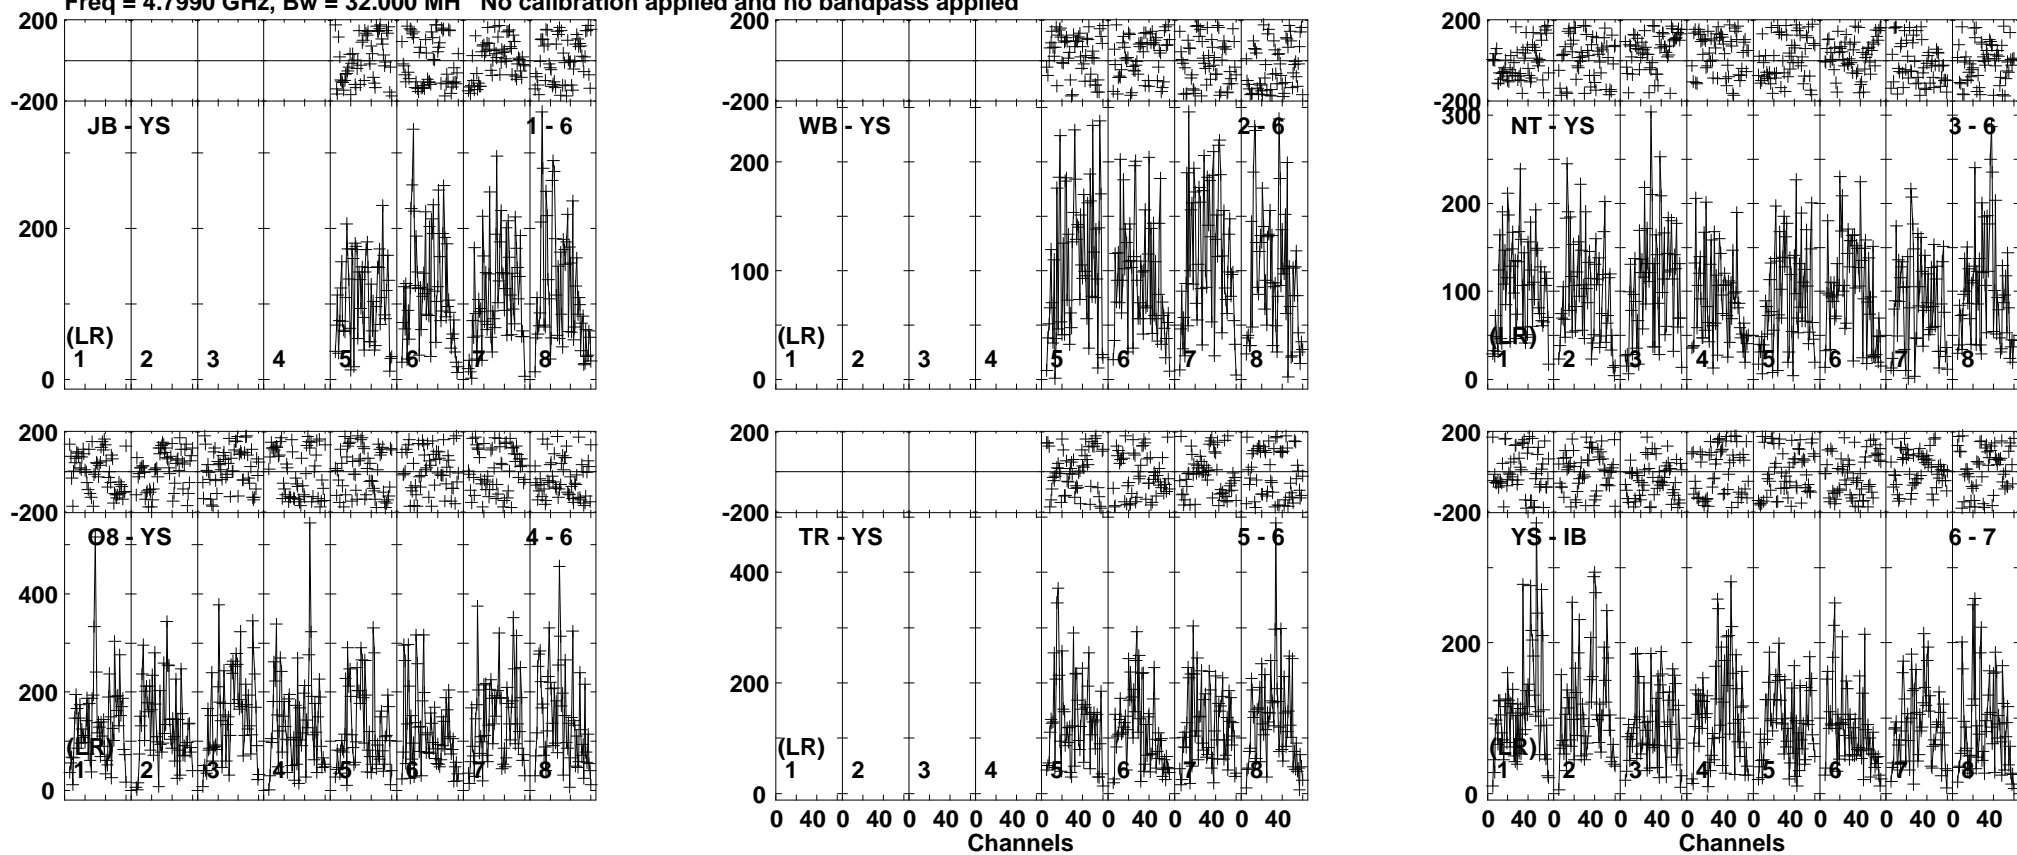 Freq = 4.7990 GHz, Bw = 32.000 MH No calibration applied and no bandpass applied
200
-200
JB - YS 1 - 6
200
(LR)
1 2 3 4 5 6 7 8
0
200
-200
WB - YS 2 - 6
200
100
(LR)
1 2 3 4 5 6 7 8
0
200
-200
300
NT - YS 3 - 6
200
100
(LR)
1 2 3 4 5 6 7 8
0
200
-200
O8 - YS 4 - 6
400
200
(LR)
1 2 3 4 5 6 7 8
0
200
-200
TR - YS 5 - 6
400
200
(LR)
1 2 3 4 5 6 7 8
0
0 40 0 40 0 40 0 40 0 40 0 40 0 40 0 40
Channels
200
-200
YS - IB 6 - 7
200
(LR)
1 2 3 4 5 6 7 8
0
0 40 0 40 0 40 0 40 0 40 0 40 0 40 0 40
Channels